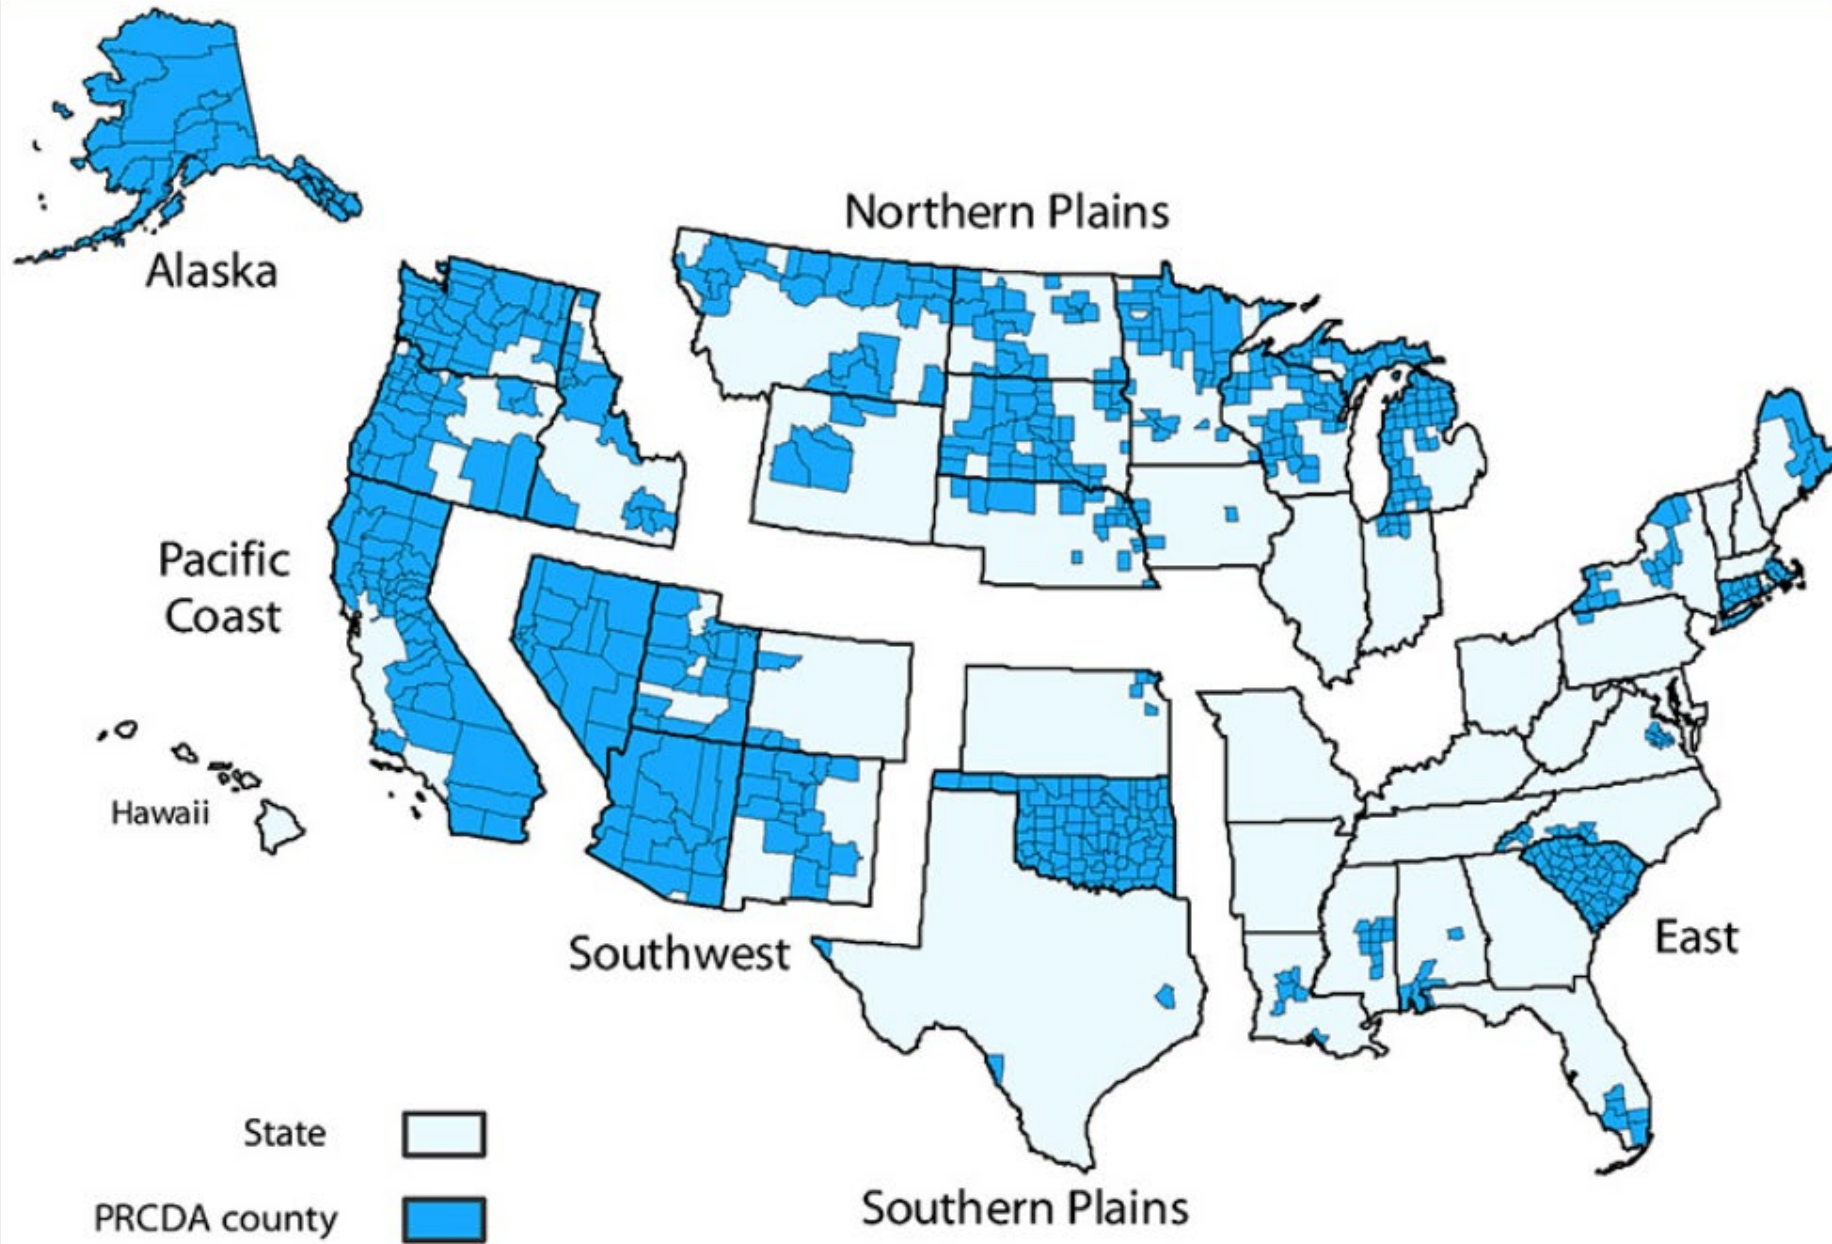 Northern Plains
Alaska
Pacific
Coast
Hawaii
Southwest
East
State
PRCDA county
Southern Plains